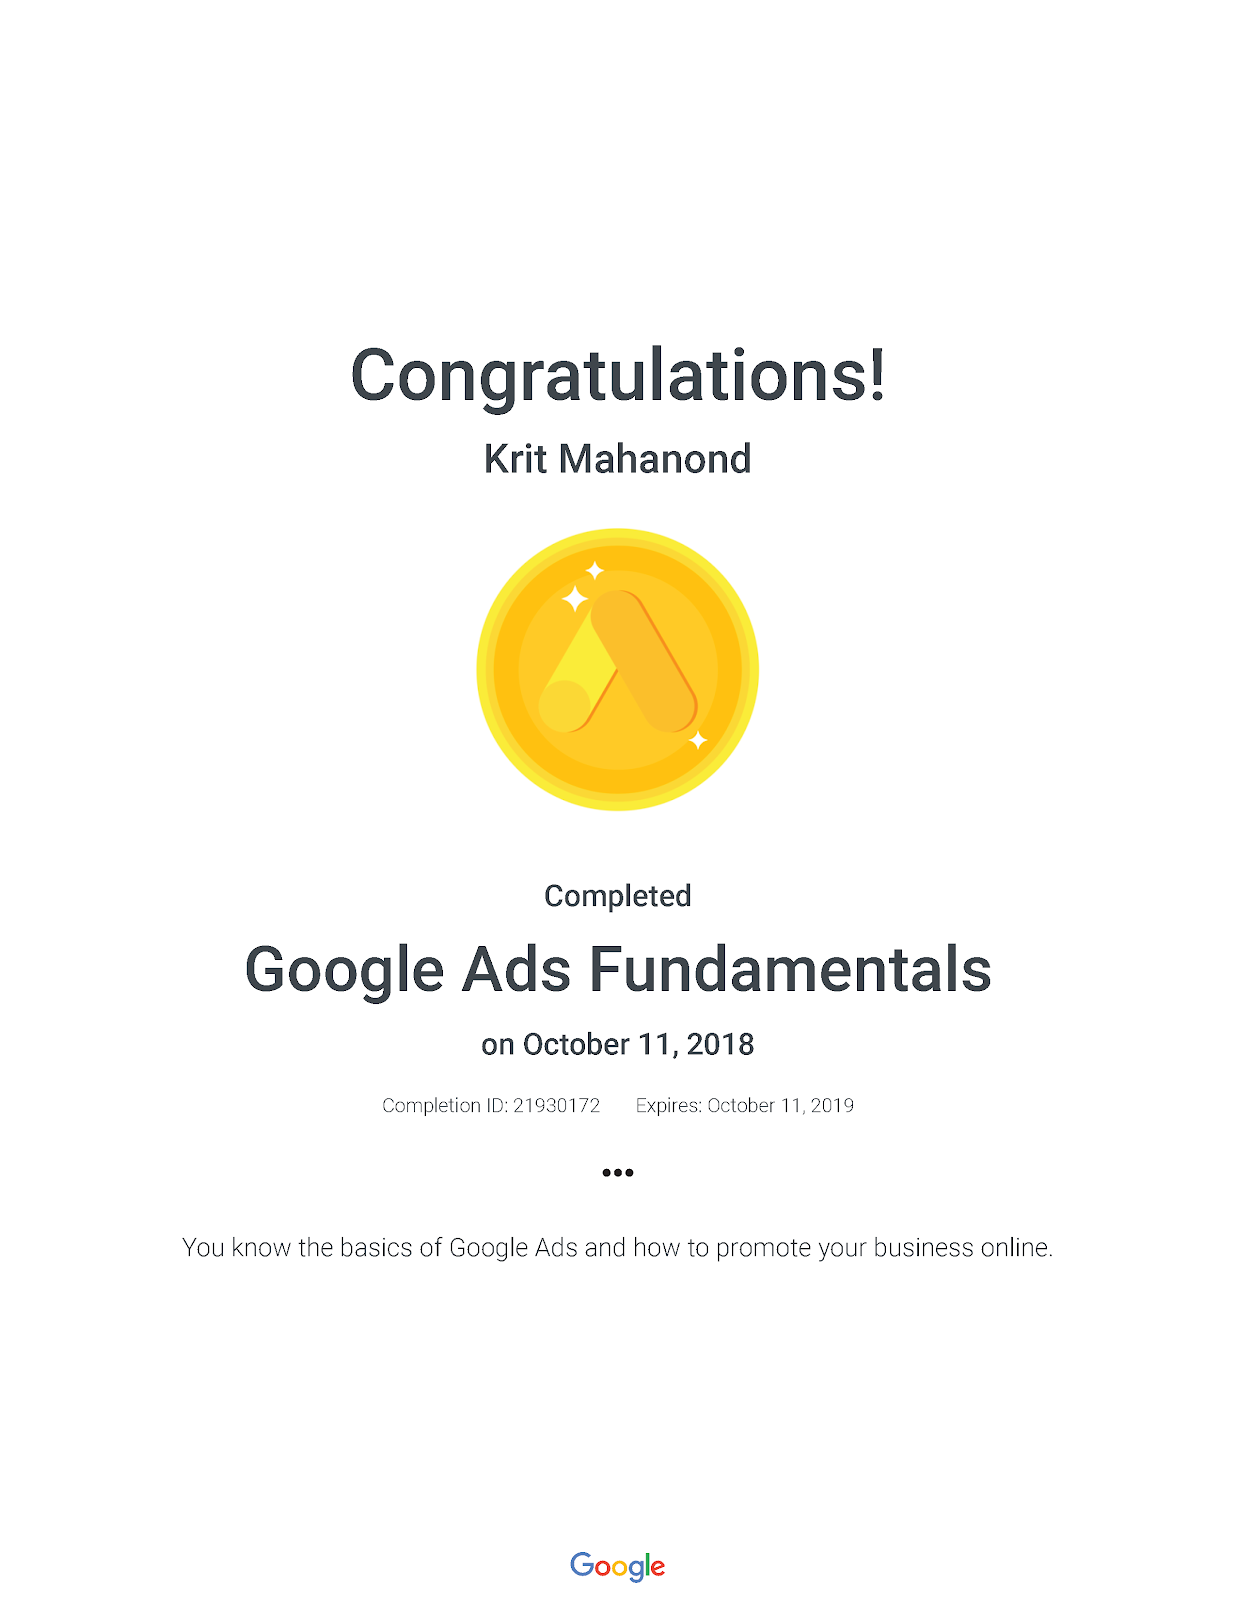 Congratulations!
Krit Mahanond
Completed
Google Ads Fundamentals
on October 11, 2018
Completion ID: 21930172 Expires: October 11, 2019
•••
You know the basics of Google Ads and how to promote your business online.
Google